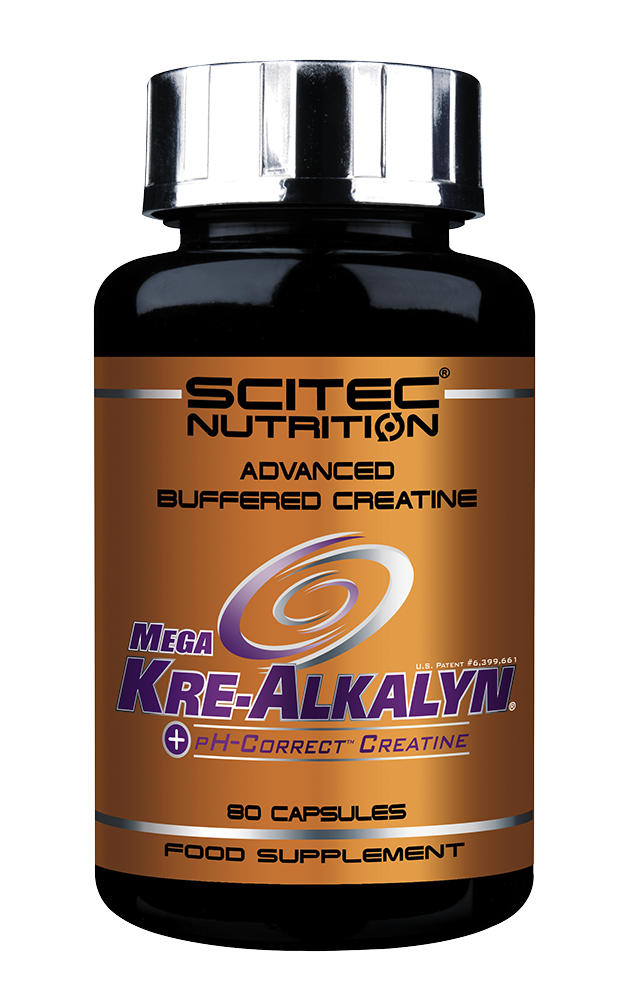 SCITEC®
NUTRITION
ADVANCED
BUFFERED CREATINE
MEGA
U.S. PATENT #6,399,661
KRE-ALKALYN®
+ pH-CORRECT™ CREATINE
80 CAPSULES
FOOD SUPPLEMENT